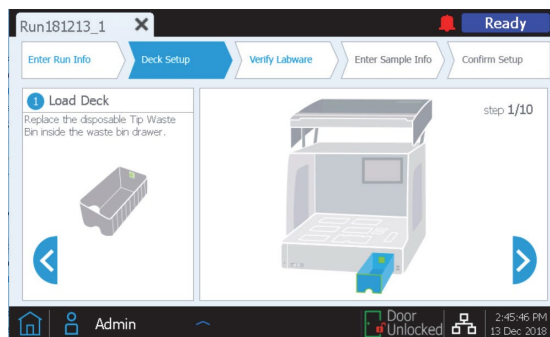 Run181213_1
Ready
Enter Run Info
Deck Setup
Verify Labware
Enter Sample Info
Confirm Setup
1 Load Deck
Replace the disposable Tip Waste
Bin inside the waste bin drawer.
step 1/10
Admin
Door
Unlocked
2:45:46 PM
13 Dec 2018